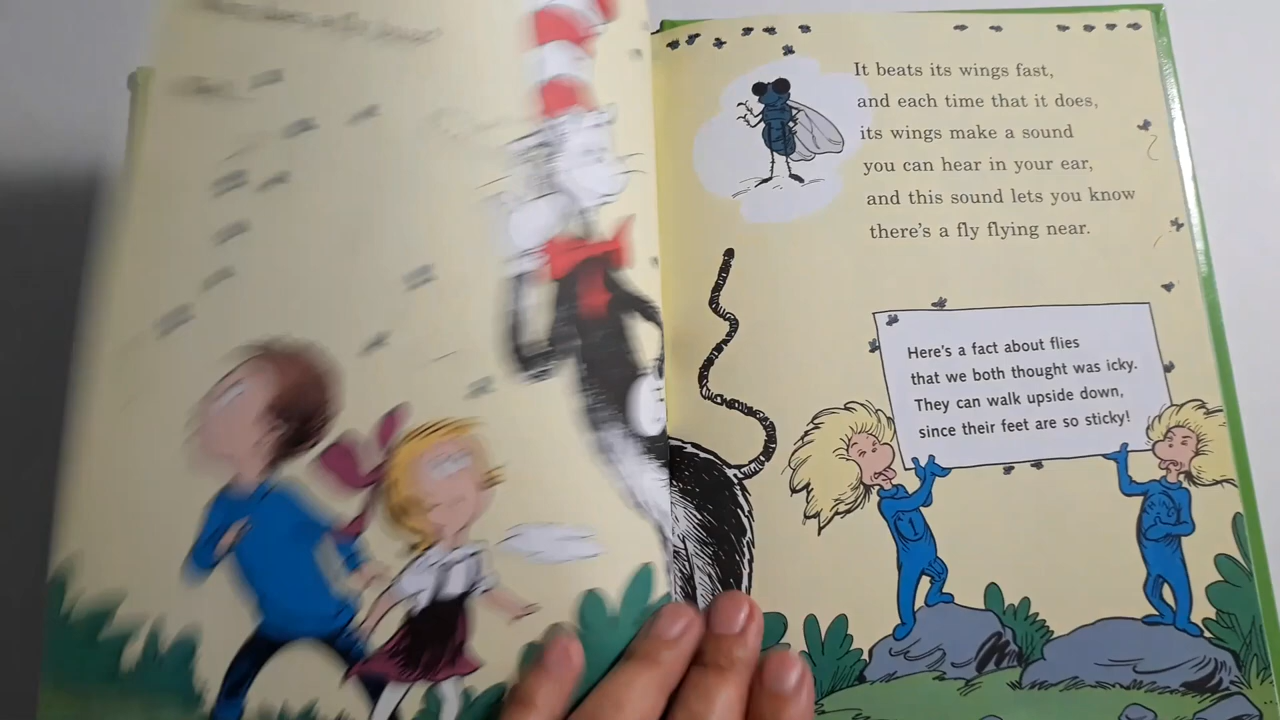 It beats its wings fast,
and each time that it does,
its wings make a sound
you can hear in your ear,
and this sound lets you know
there's a fly flying near.
Here's a fact about flies
that we both thought was icky.
They can walk upside down,
since their feet are so sticky!
1